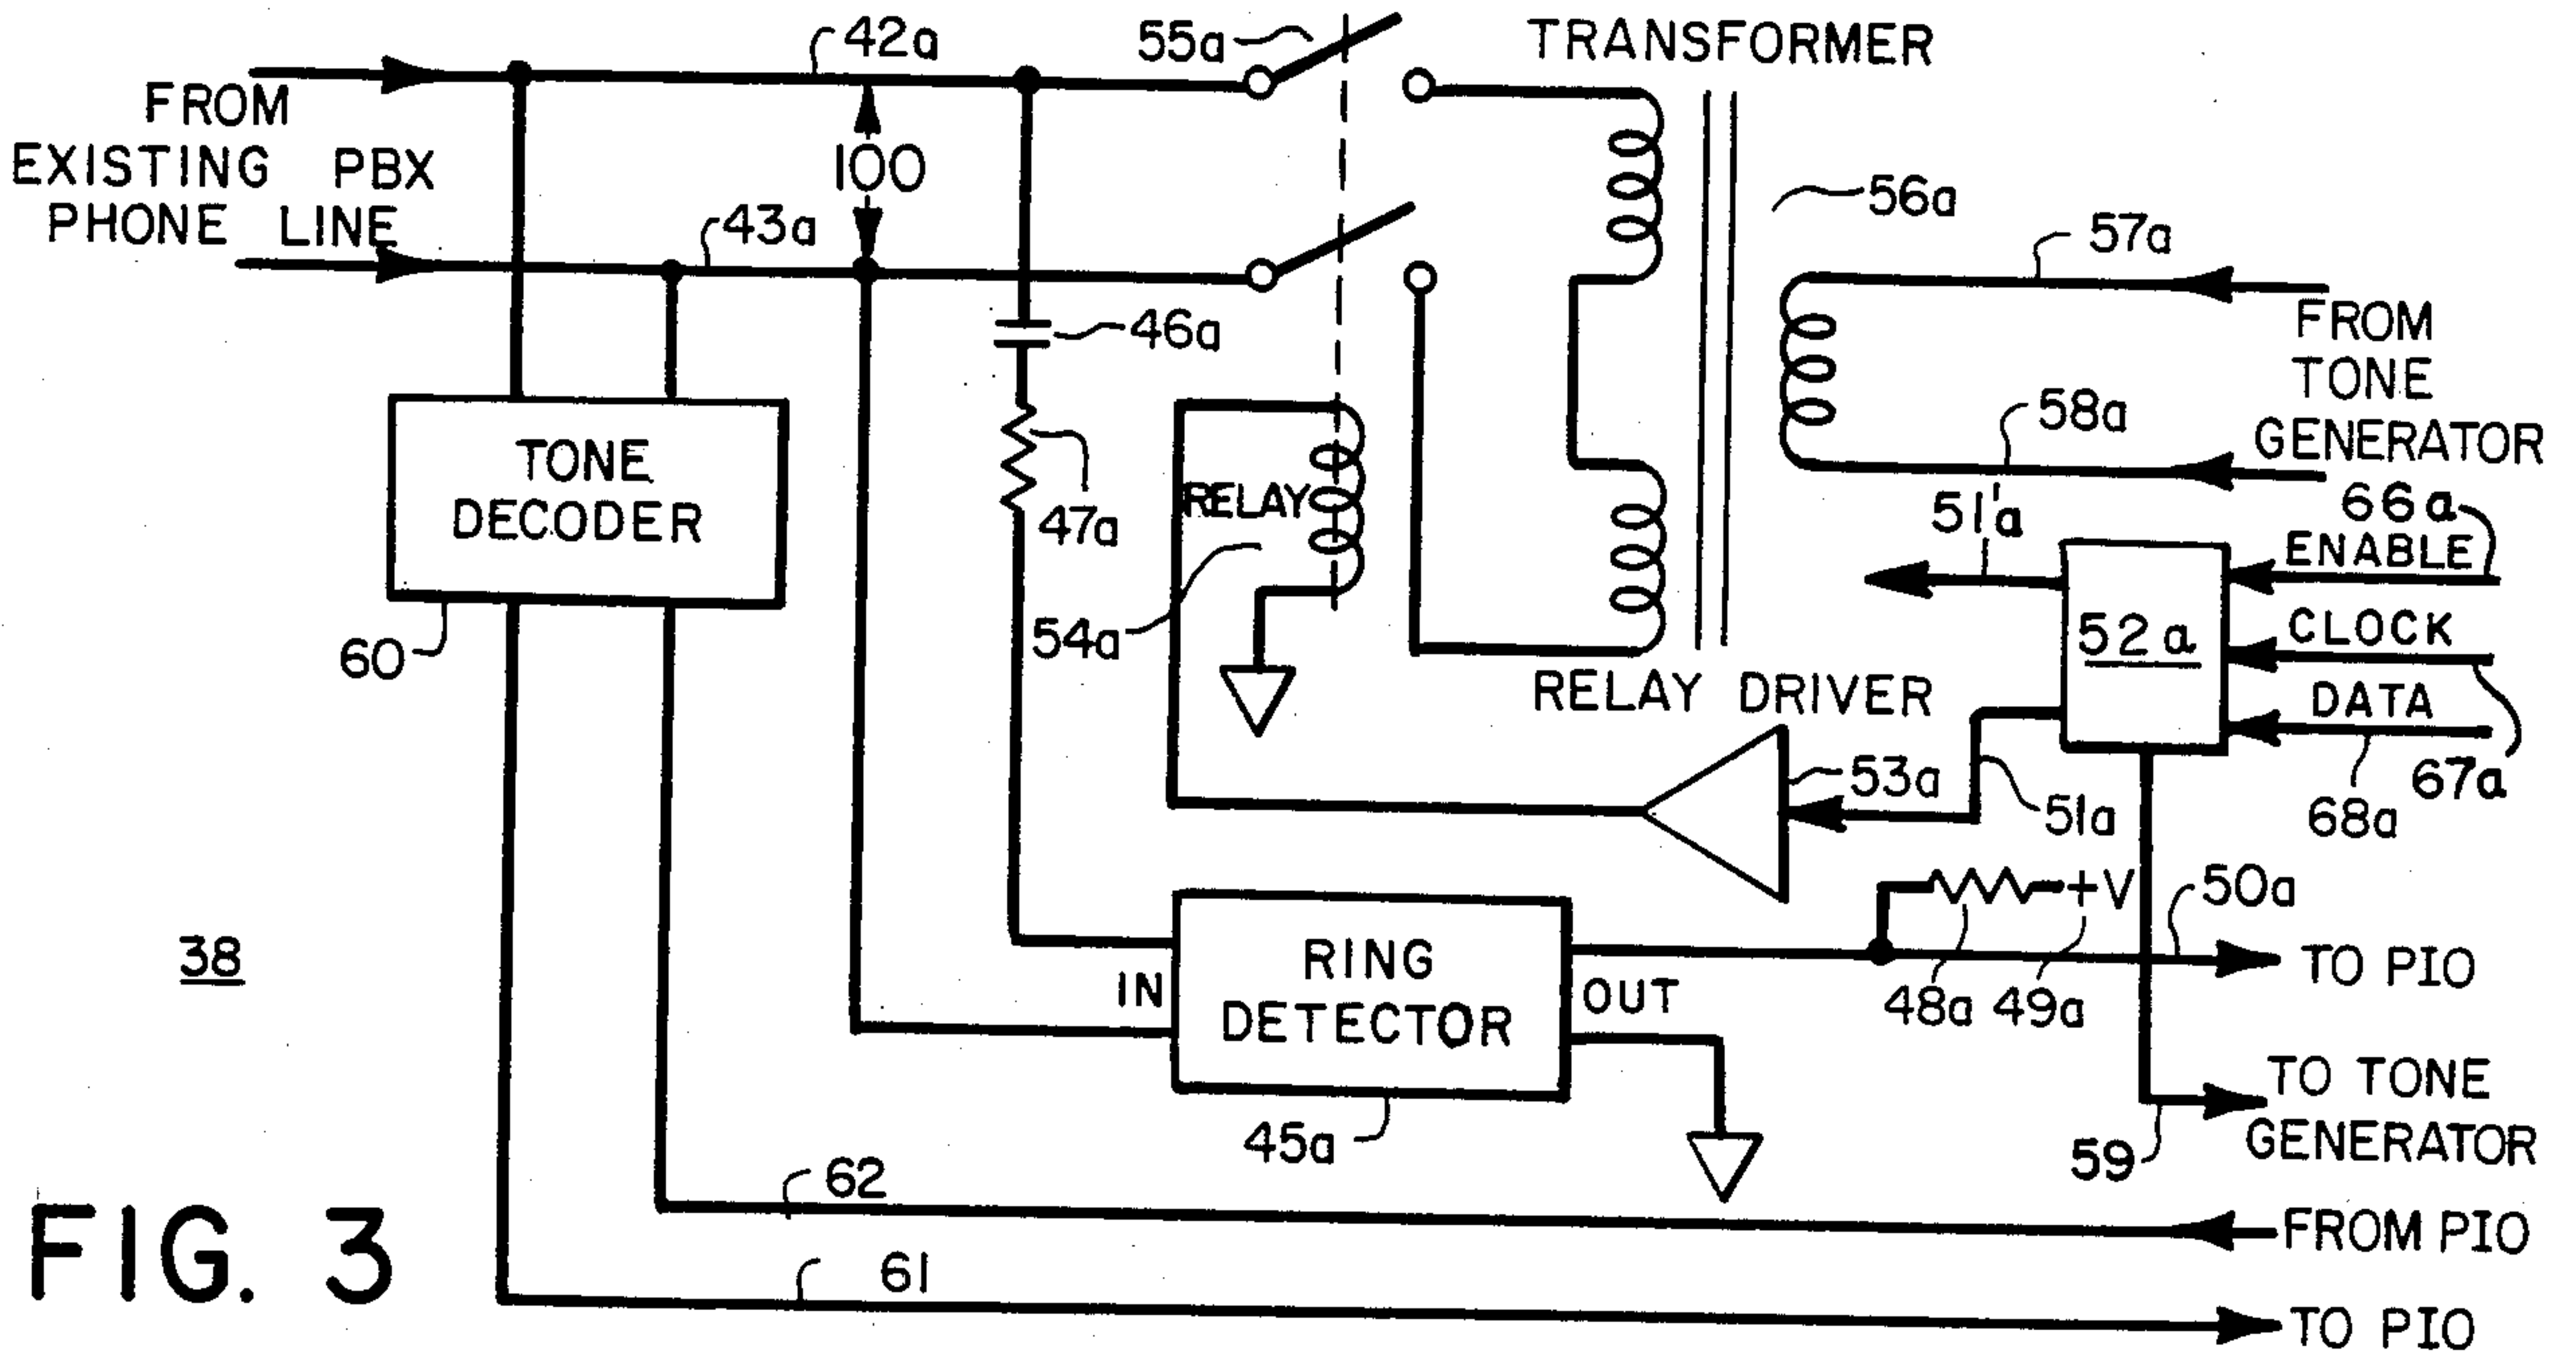 42a
55a
TRANSFORMER
FROM
EXISTING PBX
PHONE LINE
100
43a
56a
57a
46a
FROM
TONE
GENERATOR
58a
TONE
DECODER
RELAY
47a
51'a
66a
ENABLE
52a
CLOCK
60
54a
RELAY DRIVER
DATA
53a
51a
68a
67a
+V
50a
38
IN
RING
DETECTOR
OUT
48a
49a
TO PIO
45a
TO TONE
GENERATOR
59
62
FROM PIO
FIG. 3
61
TO PIO